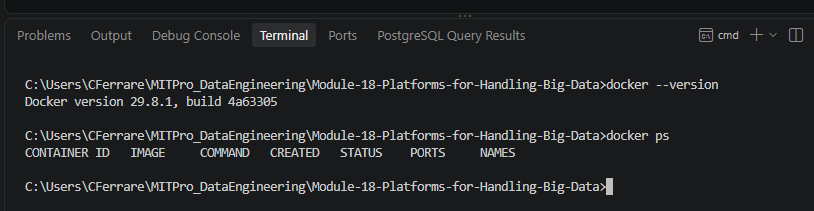 Problems Output Debug Console Terminal Ports PostgreSQL Query Results cmd
C:\Users\CFerrare\MITPro_DataEngineering\Module-18-Platforms-for-Handling-Big-Data>docker --version
Docker version 29.8.1, build 4a63305
C:\Users\CFerrare\MITPro_DataEngineering\Module-18-Platforms-for-Handling-Big-Data>docker ps
CONTAINER ID   IMAGE     COMMAND   CREATED   STATUS    PORTS     NAMES
C:\Users\CFerrare\MITPro_DataEngineering\Module-18-Platforms-for-Handling-Big-Data>